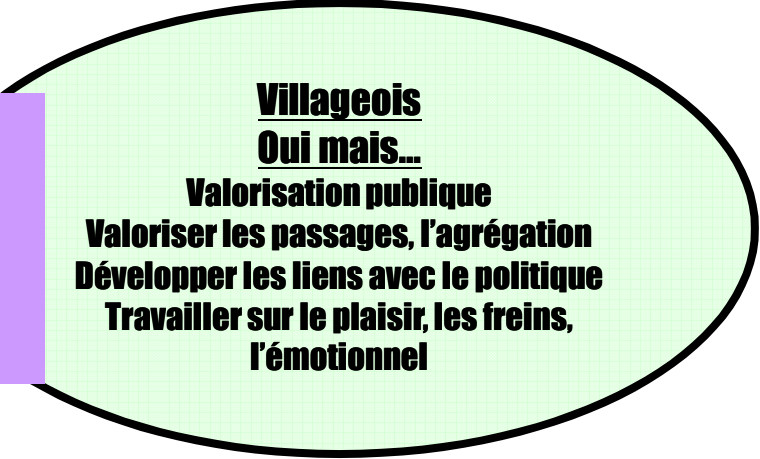 Villageois
Oui mais...
Valorisation publique
Valoriser les passages, l’agrégation
Développer les liens avec le politique
Travailler sur le plaisir, les freins,
l’émotionnel